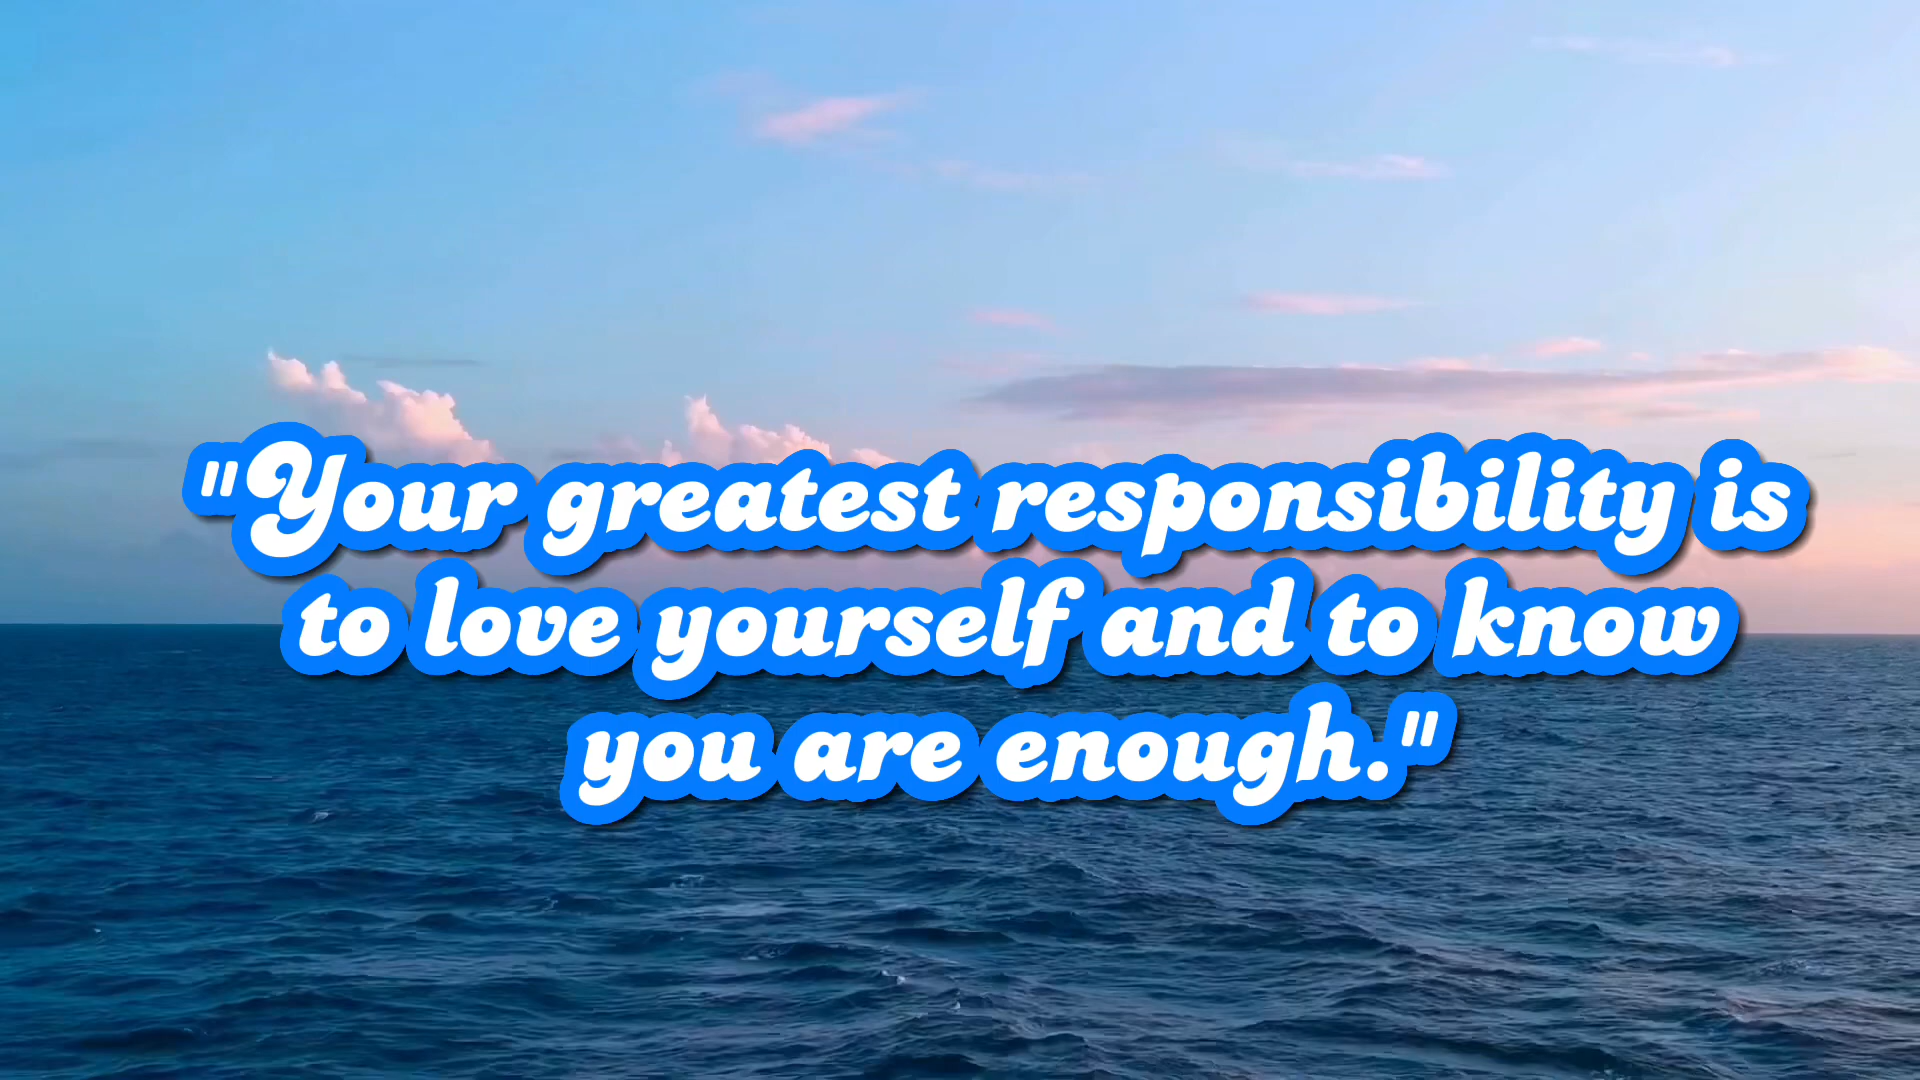 "Your greatest responsibility is
to love yourself and to know
you are enough."